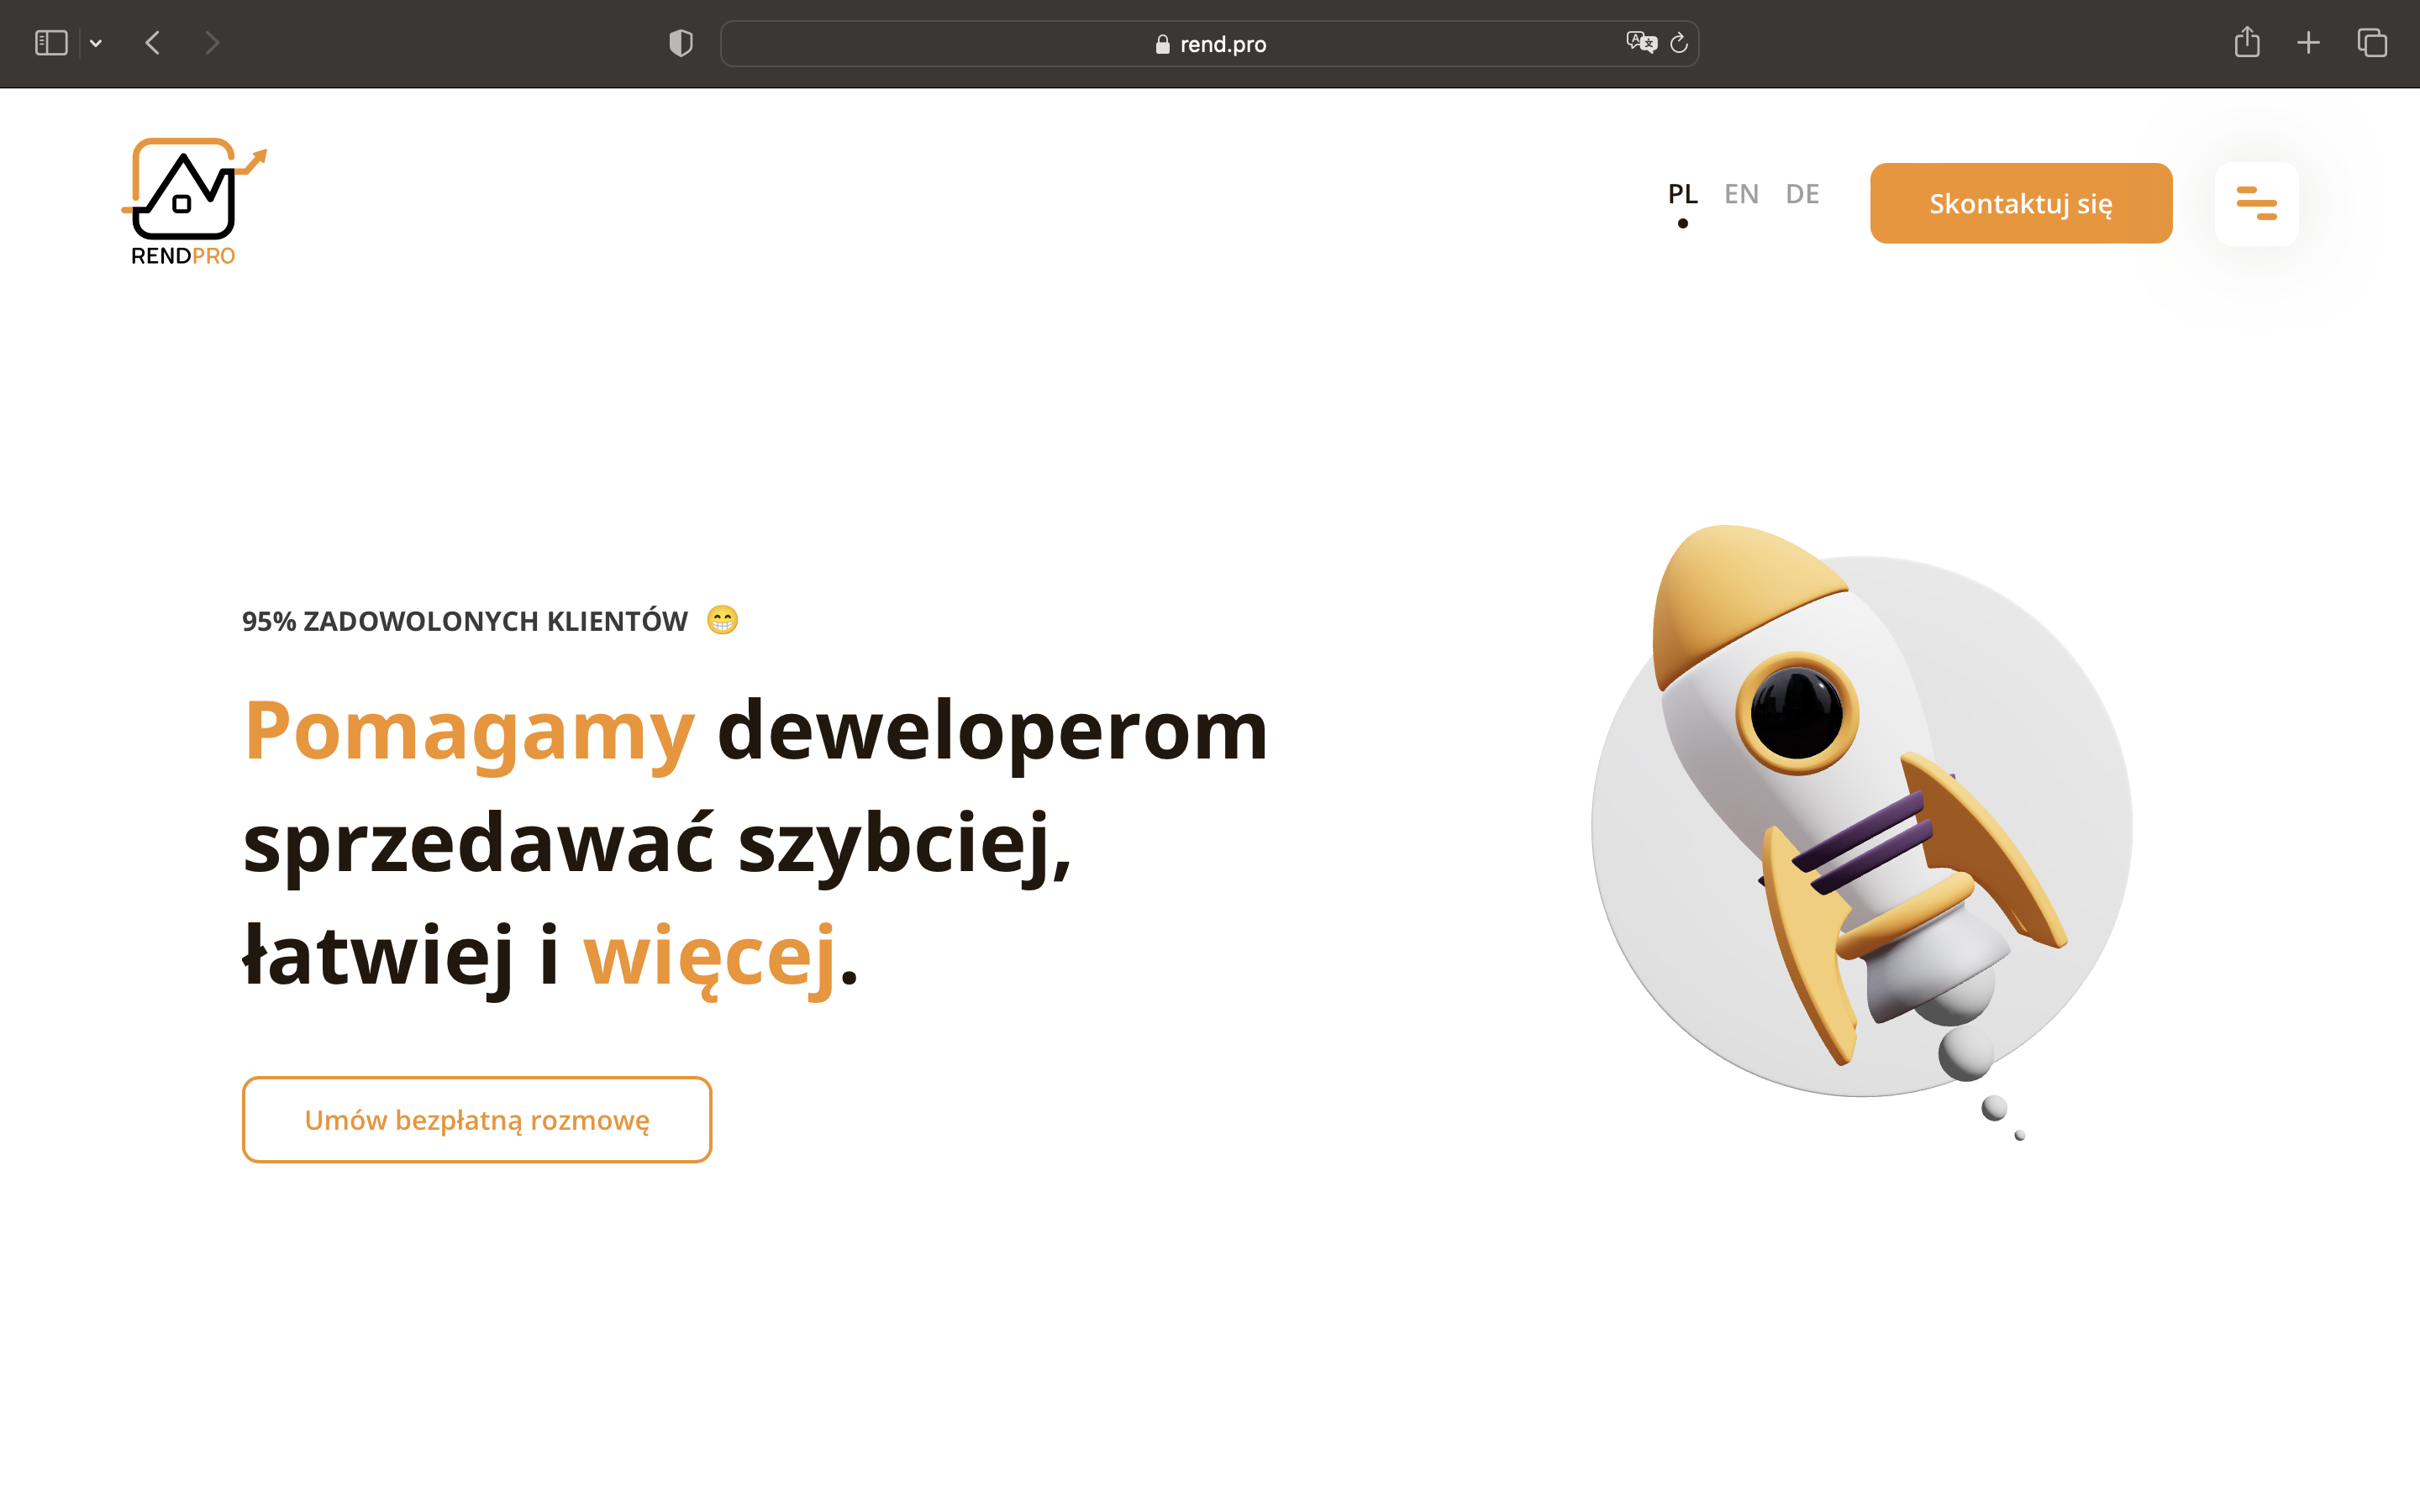 rend.pro
RENDPRO
PL EN DE
Skontaktuj się
95% ZADOWOLONYCH KLIENTÓW 😁
Pomagamy deweloperom
sprzedawać szybciej,
łatwiej i więcej.
Umów bezpłatną rozmowę